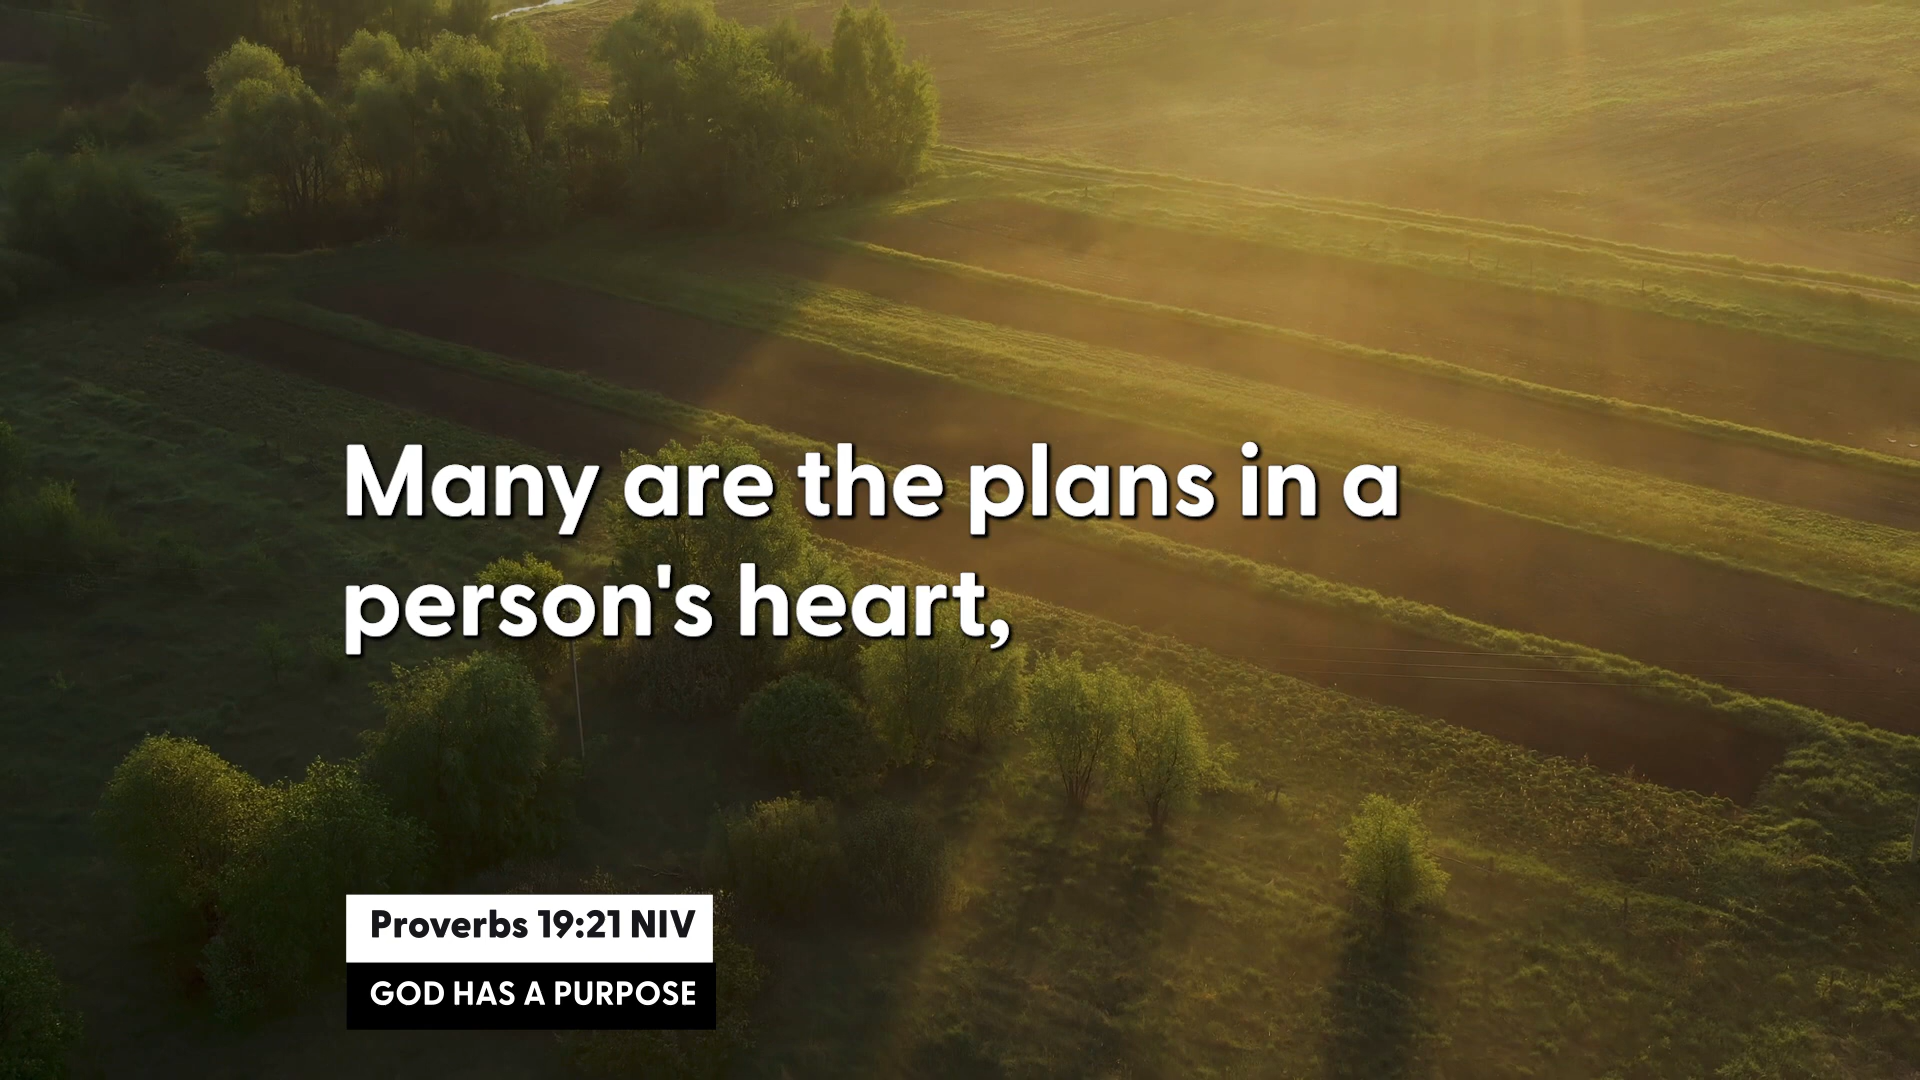 Many are the plans in a
person's heart,
Proverbs 19:21 NIV
GOD HAS A PURPOSE